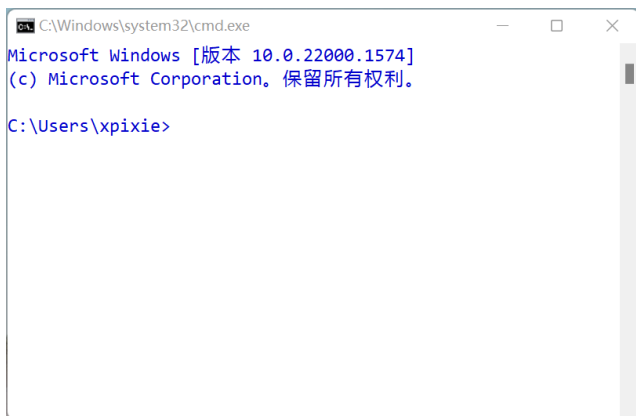 C:\Windows\system32\cmd.exe
Microsoft Windows [版本 10.0.22000.1574]
(c) Microsoft Corporation。保留所有权利。
C:\Users\xpixie>